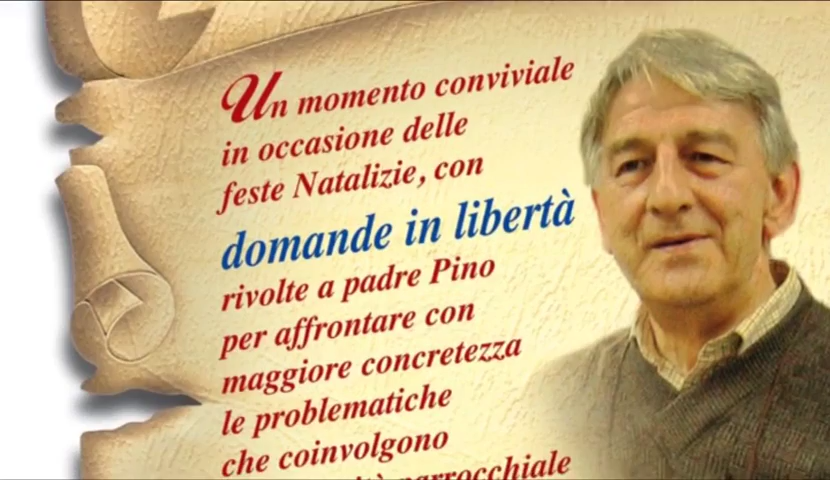 Un momento conviviale
in occasione delle
feste Natalizie, con
domande in libertà
rivolte a padre Pino
per affrontare con
maggiore concretezza
le problematiche
che coinvolgono
parrocchiale